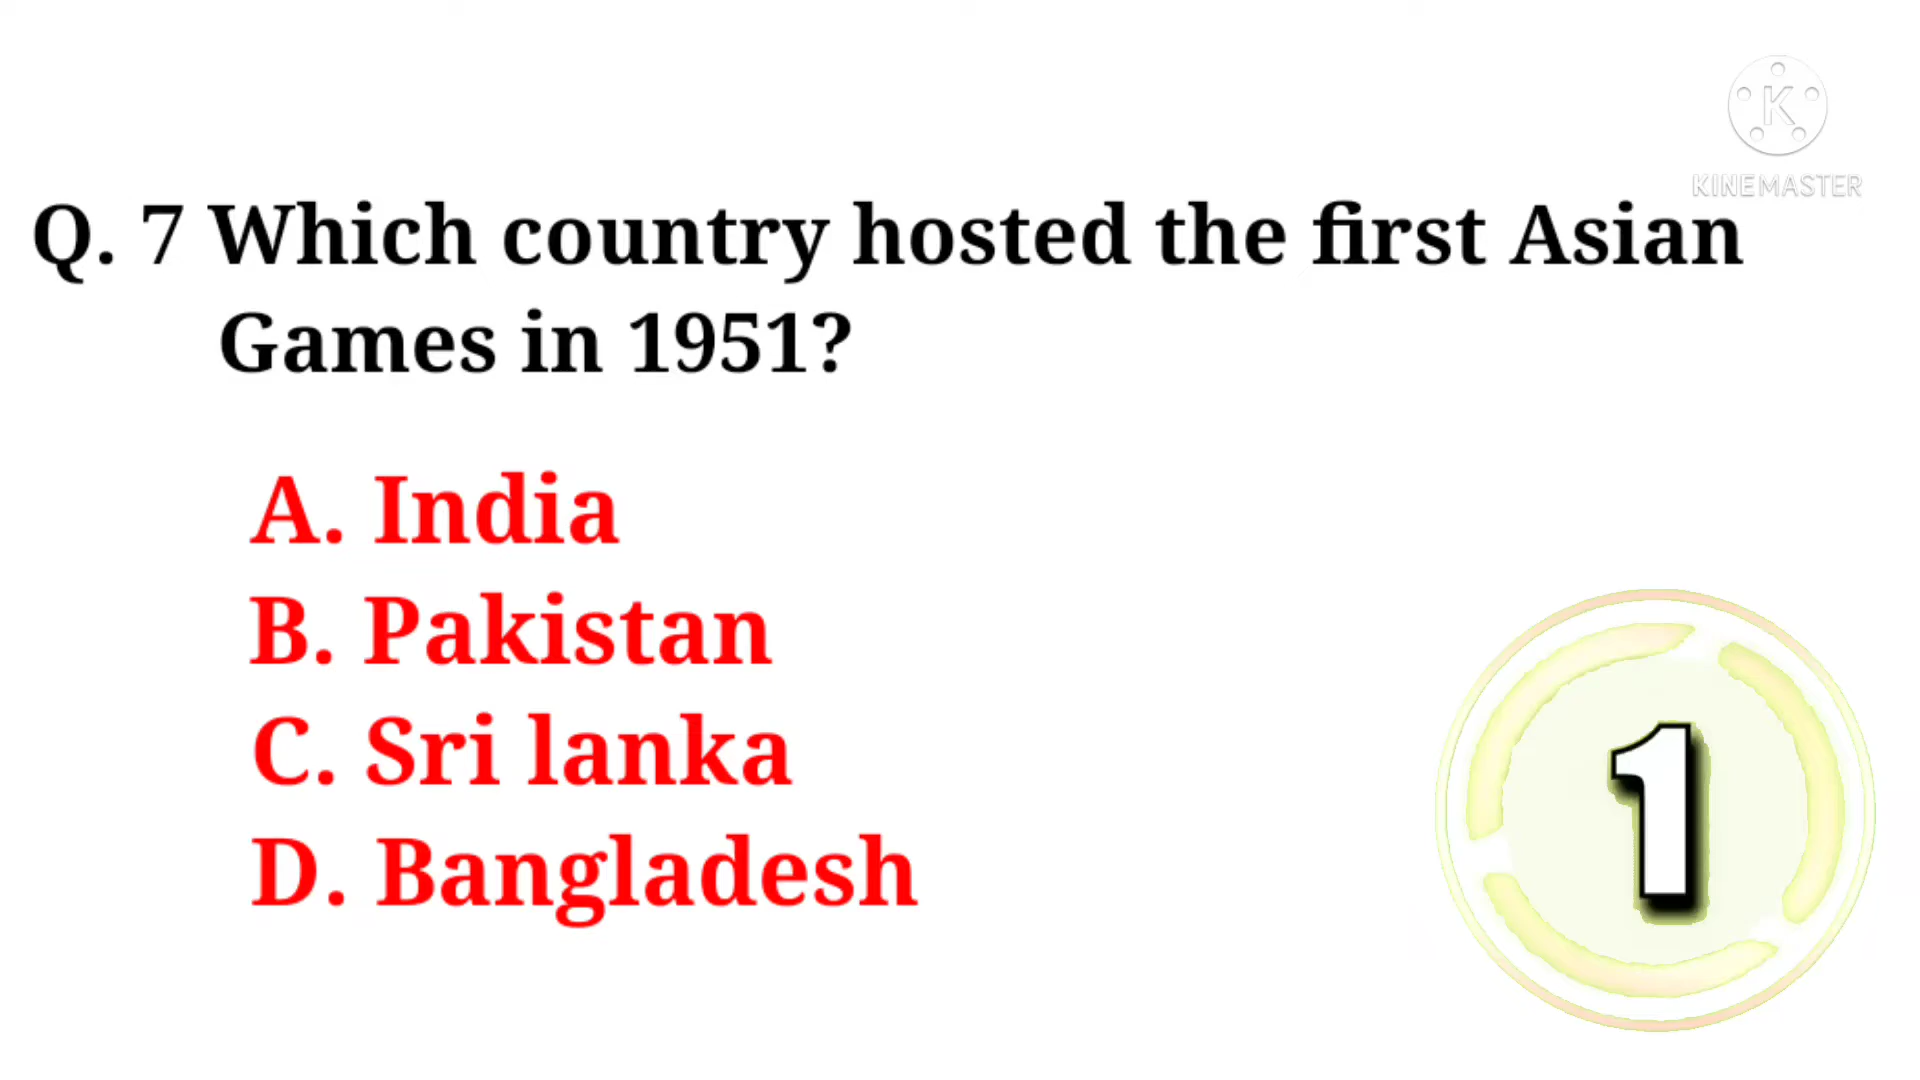 KINEMASTER
Q. 7 Which country hosted the first Asian
Games in 1951?
A. India
B. Pakistan
C. Sri lanka
D. Bangladesh
1